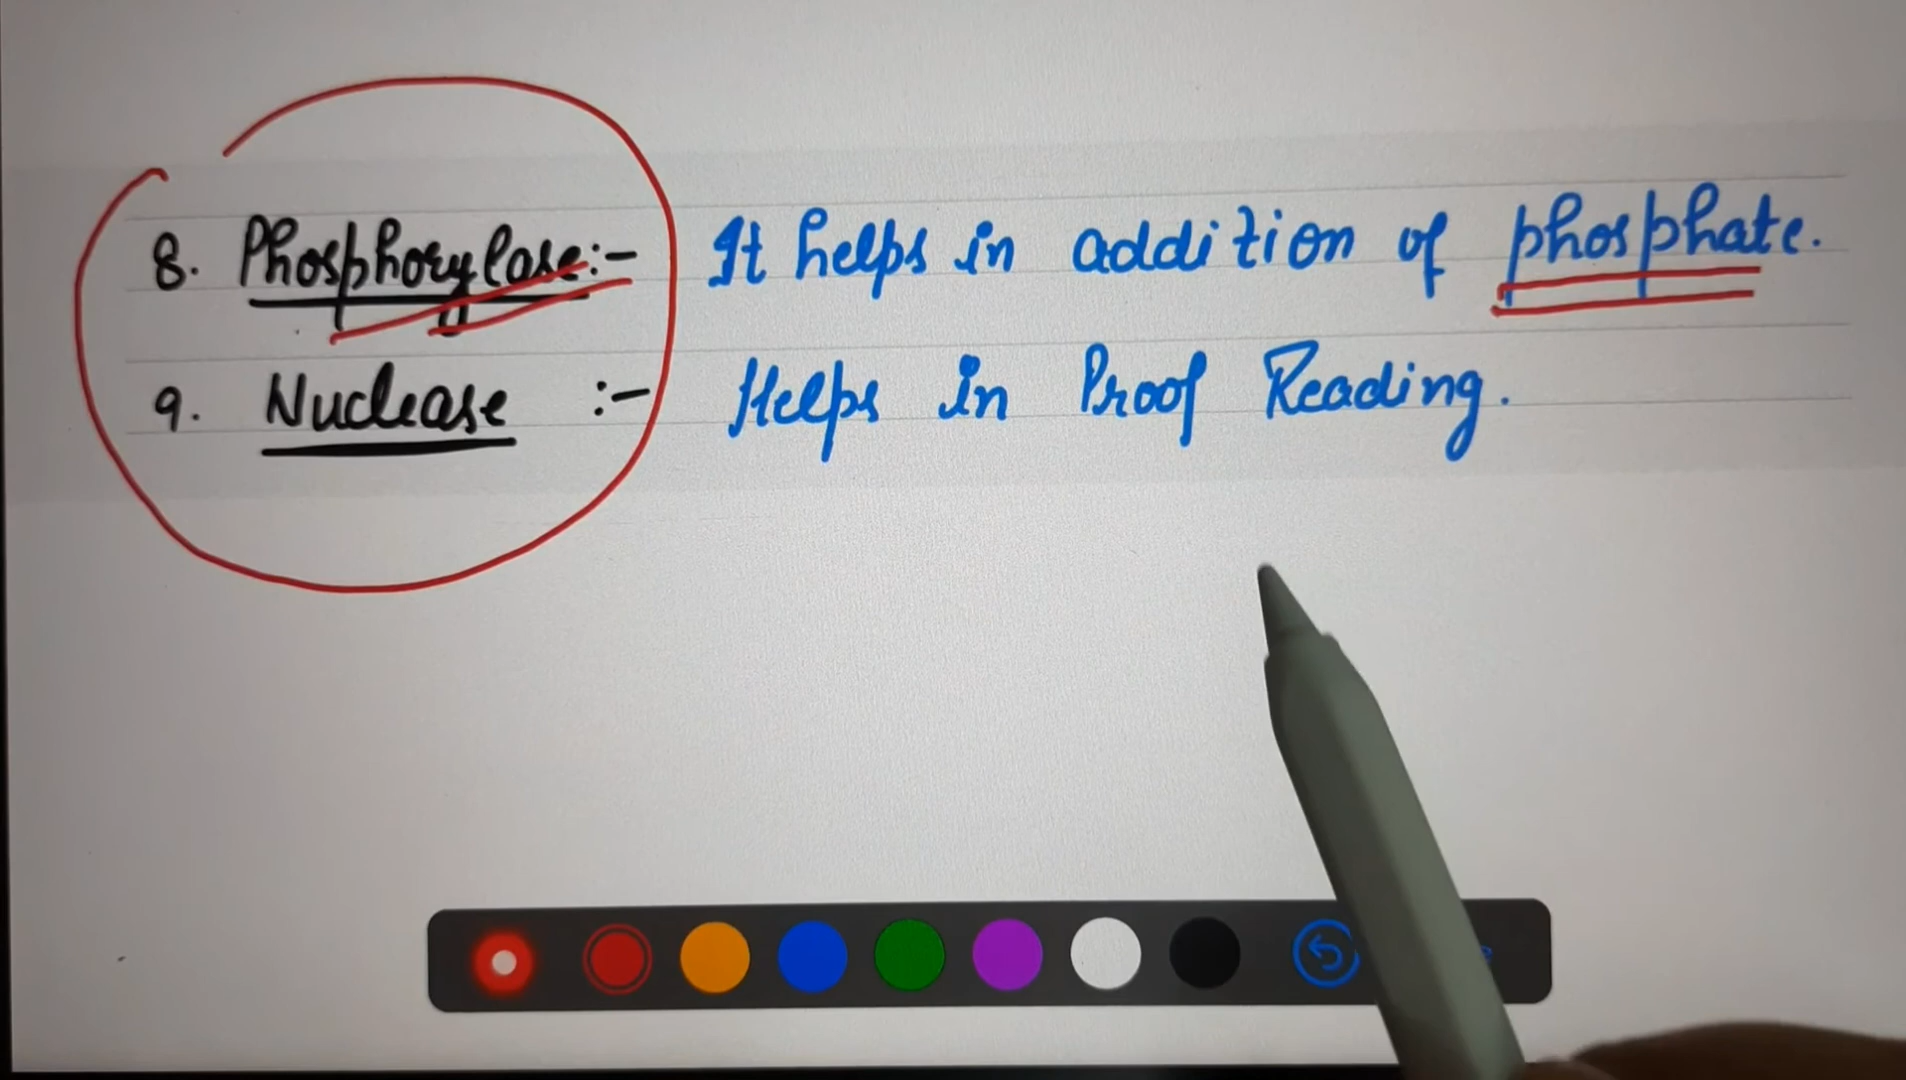 8. Phosphorylase:- It helps in addition of phosphate.
9. Nuclease :- Helps in Proof Reading.